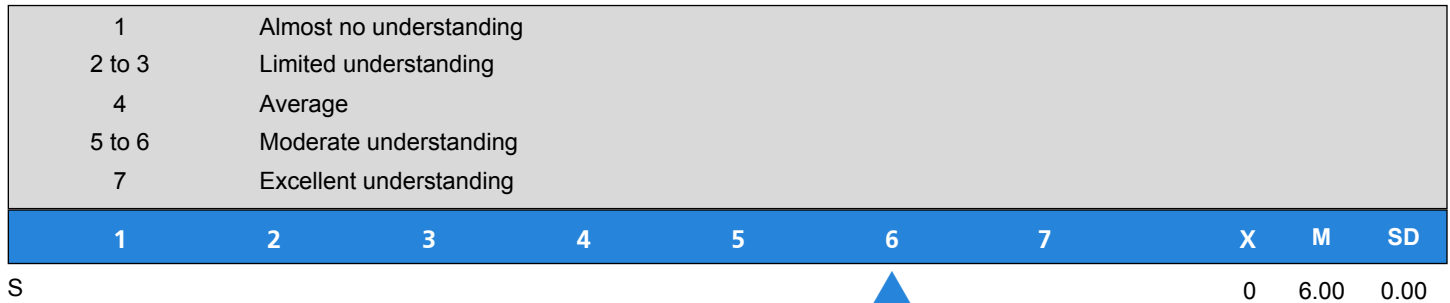 1 Almost no understanding
2 to 3 Limited understanding
4 Average
5 to 6 Moderate understanding
7 Excellent understanding
1 2 3 4 5 6 7 X M SD
S 0 6.00 0.00